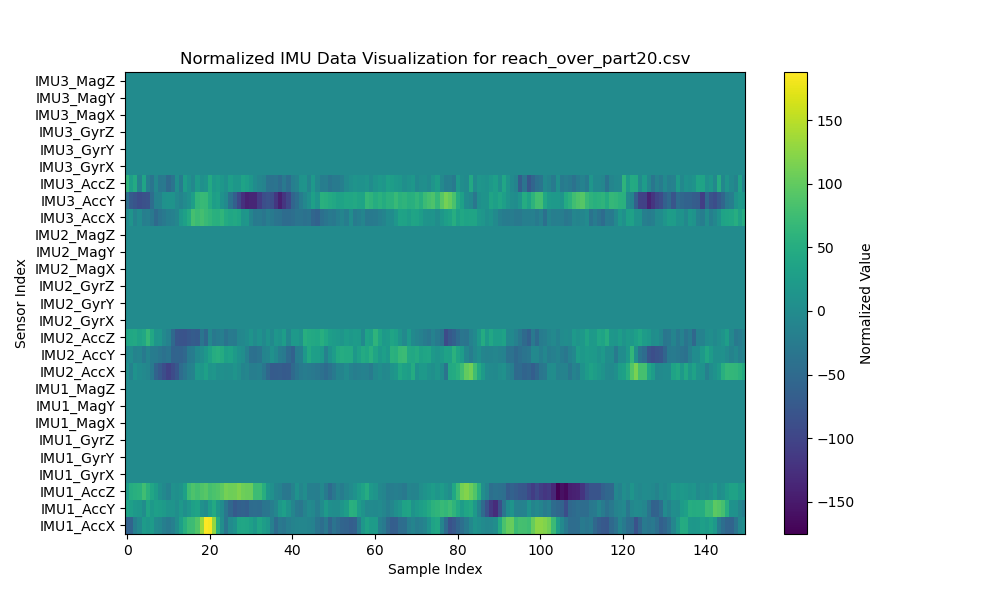 Normalized IMU Data Visualization for reach_over_part20.csv
IMU3_MagZ
IMU3_MagY
IMU3_MagX
IMU3_GyrZ
IMU3_GyrY
IMU3_GyrX
IMU3_AccZ
IMU3_AccY
IMU3_AccX
IMU2_MagZ
IMU2_MagY
IMU2_MagX
IMU2_GyrZ
IMU2_GyrY
IMU2_GyrX
IMU2_AccZ
IMU2_AccY
IMU2_AccX
IMU1_MagZ
IMU1_MagY
IMU1_MagX
IMU1_GyrZ
IMU1_GyrY
IMU1_GyrX
IMU1_AccZ
IMU1_AccY
IMU1_AccX
Sensor Index
0 20 40 60 80 100 120 140
Sample Index
150
100
50
0
−50
−100
−150
Normalized Value